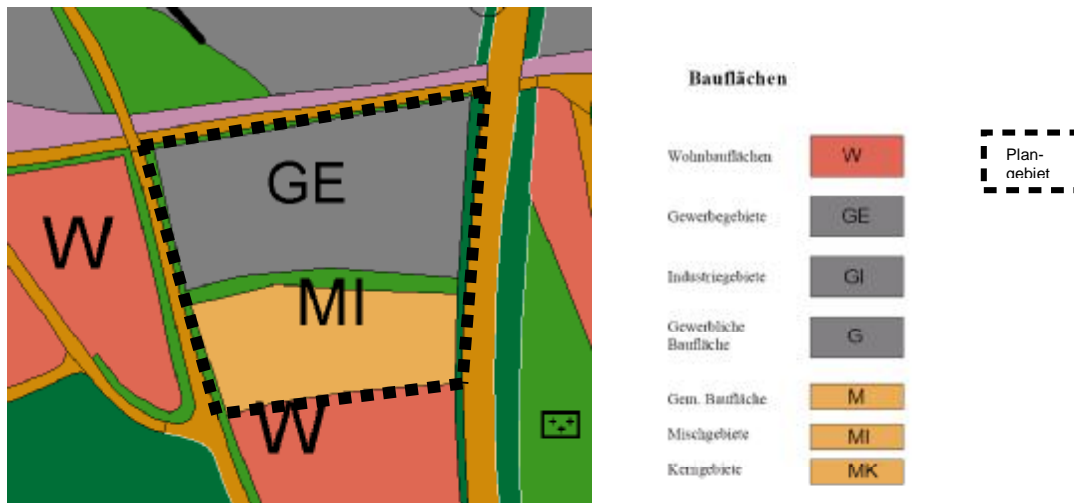 GE
W
MI
W
Bauflächen
Wohnbauflächen W
Gewerbegebiete GE
Industriegebiete GI
Gewerbliche
Baufläche G
Gem. Baufläche M
Mischgebiete MI
Kerngebiete MK
Plan-
gebiet